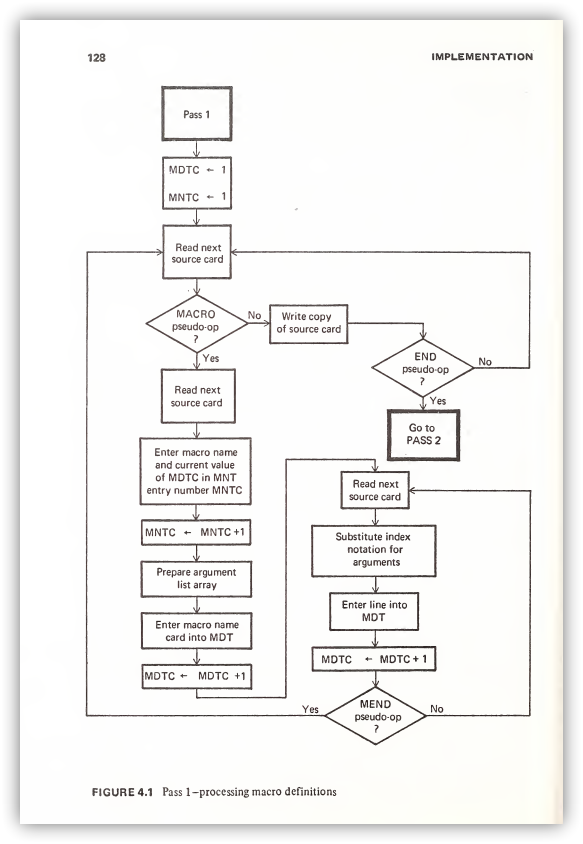 128
IMPLEMENTATION
Pass 1
MDTC ← 1
MNTC ← 1
Read next
source card
MACRO
pseudo-op
?
No
Write copy
of source card
Yes
END
pseudo-op
?
No
Yes
Go to
PASS 2
Read next
source card
Enter macro name
and current value
of MDTC in MNT
entry number MNTC
MNTC ← MNTC +1
Prepare argument
list array
Enter macro name
card into MDT
MDTC ← MDTC +1
Read next
source card
Substitute index
notation for
arguments
Enter line into
MDT
MDTC ← MDTC + 1
MEND
pseudo-op
?
Yes
No
FIGURE 4.1 Pass 1–processing macro definitions